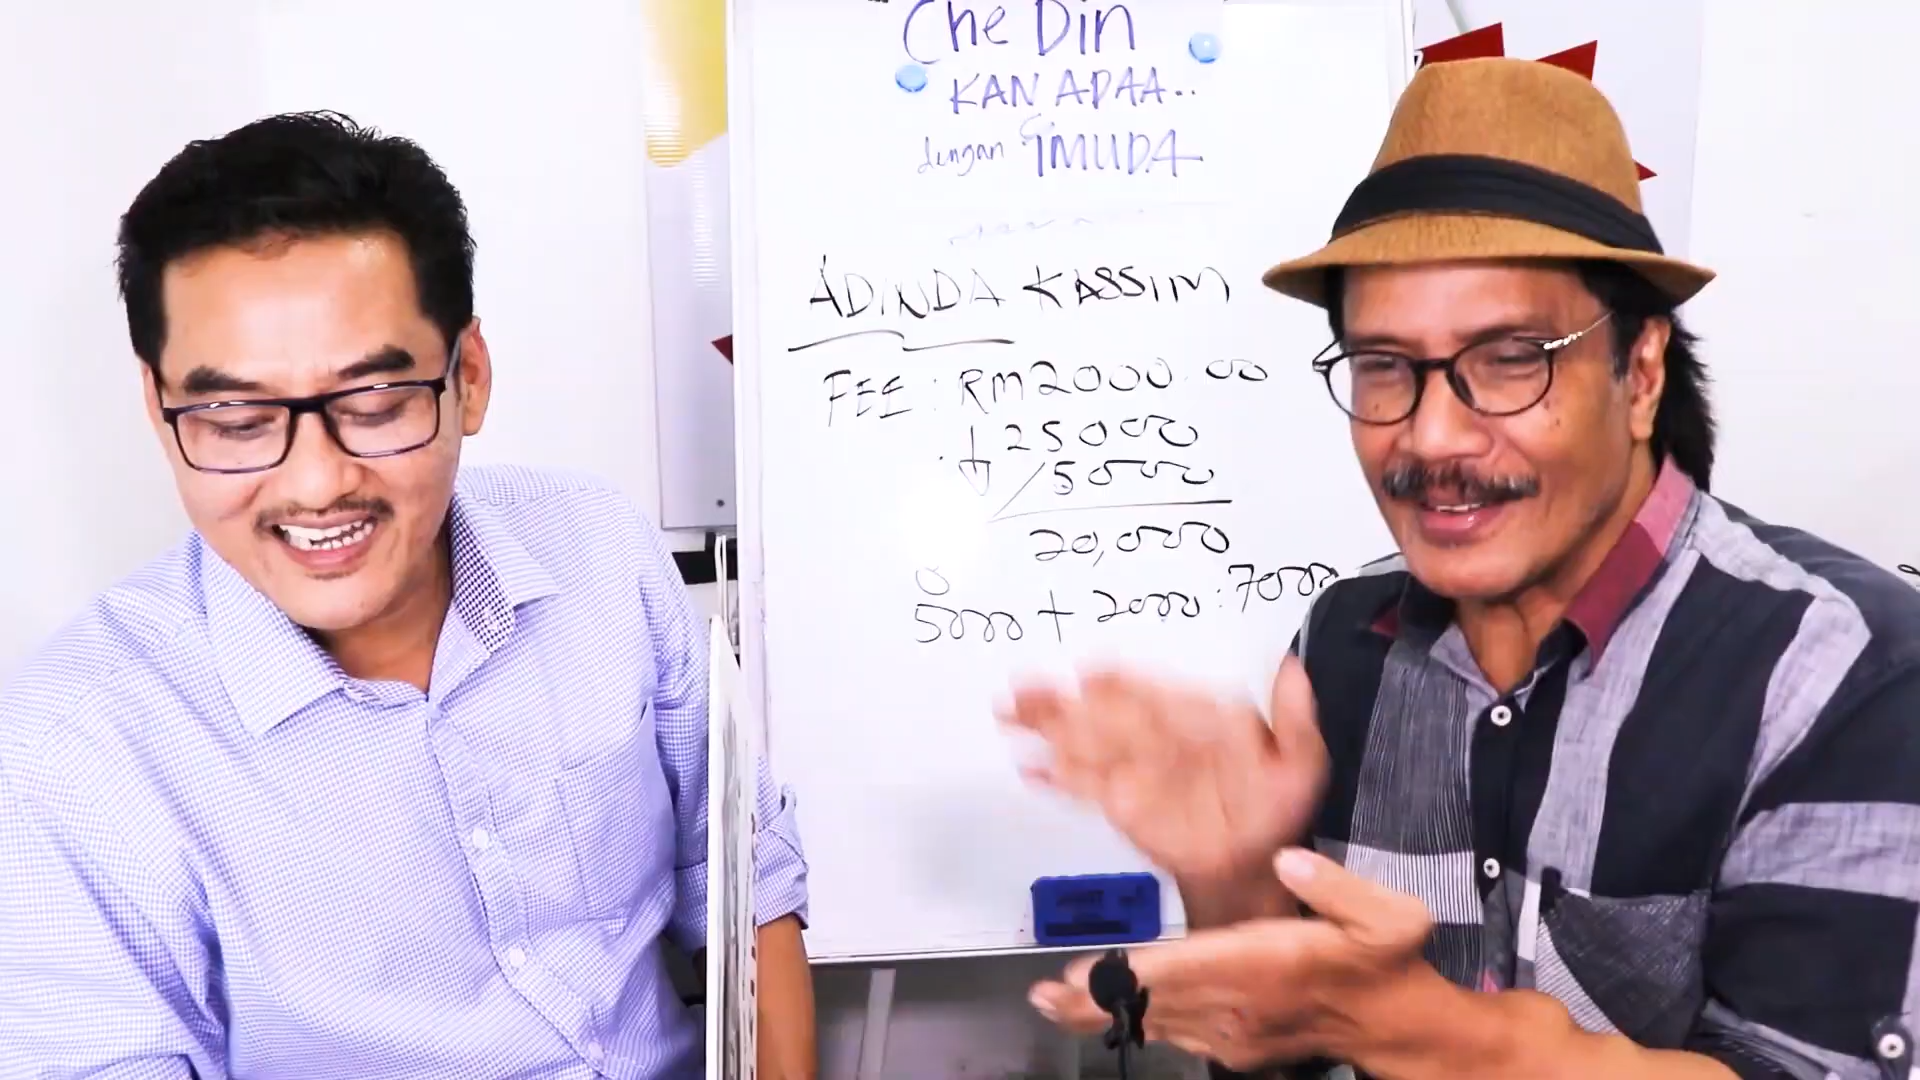 Che Din
KAN ADAA..
dengan IMUDA
ADINDA KASSIM
FEE : RM2000.00
25000
5000
20,000
5000 + 2000 : 7000